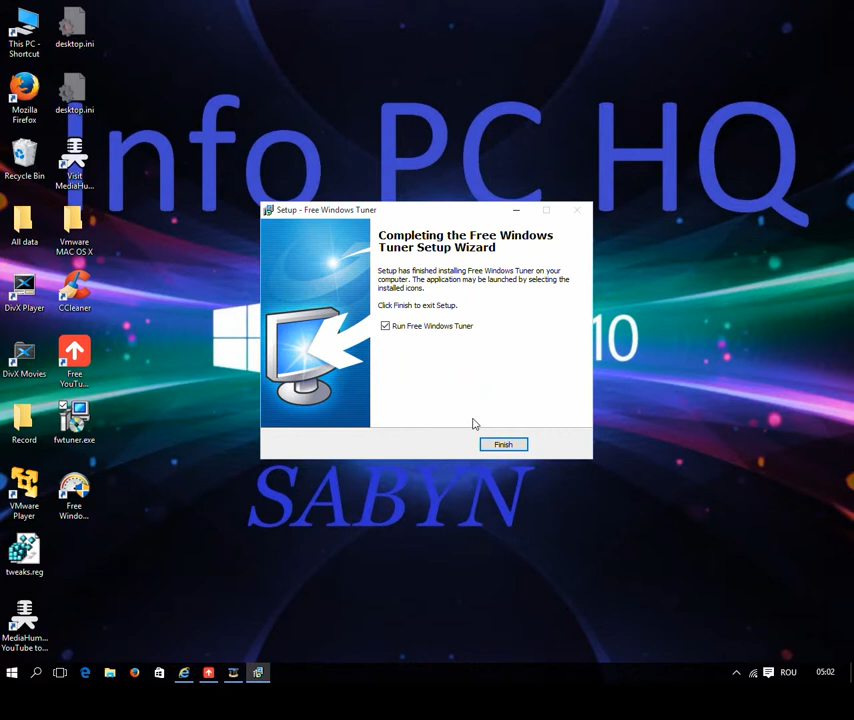 This PC -
Shortcut
desktop.ini
Mozilla
Firefox
desktop.ini
Info PC HQ
Recycle Bin
Visit
MediaHu...
All data
Vmware
MAC OS X
DivX Player
CCleaner
DivX Movies
Free
YouTu...
Record
fwtuner.exe
VMware
Player
Free
Windo...
tweaks.reg
MediaHum...
YouTube to...
Setup - Free Windows Tuner
Completing the Free Windows
Tuner Setup Wizard
Setup has finished installing Free Windows Tuner on your
computer. The application may be launched by selecting the
installed icons.
Click Finish to exit Setup.
Run Free Windows Tuner
Finish
10
SABYN
ROU
05:02